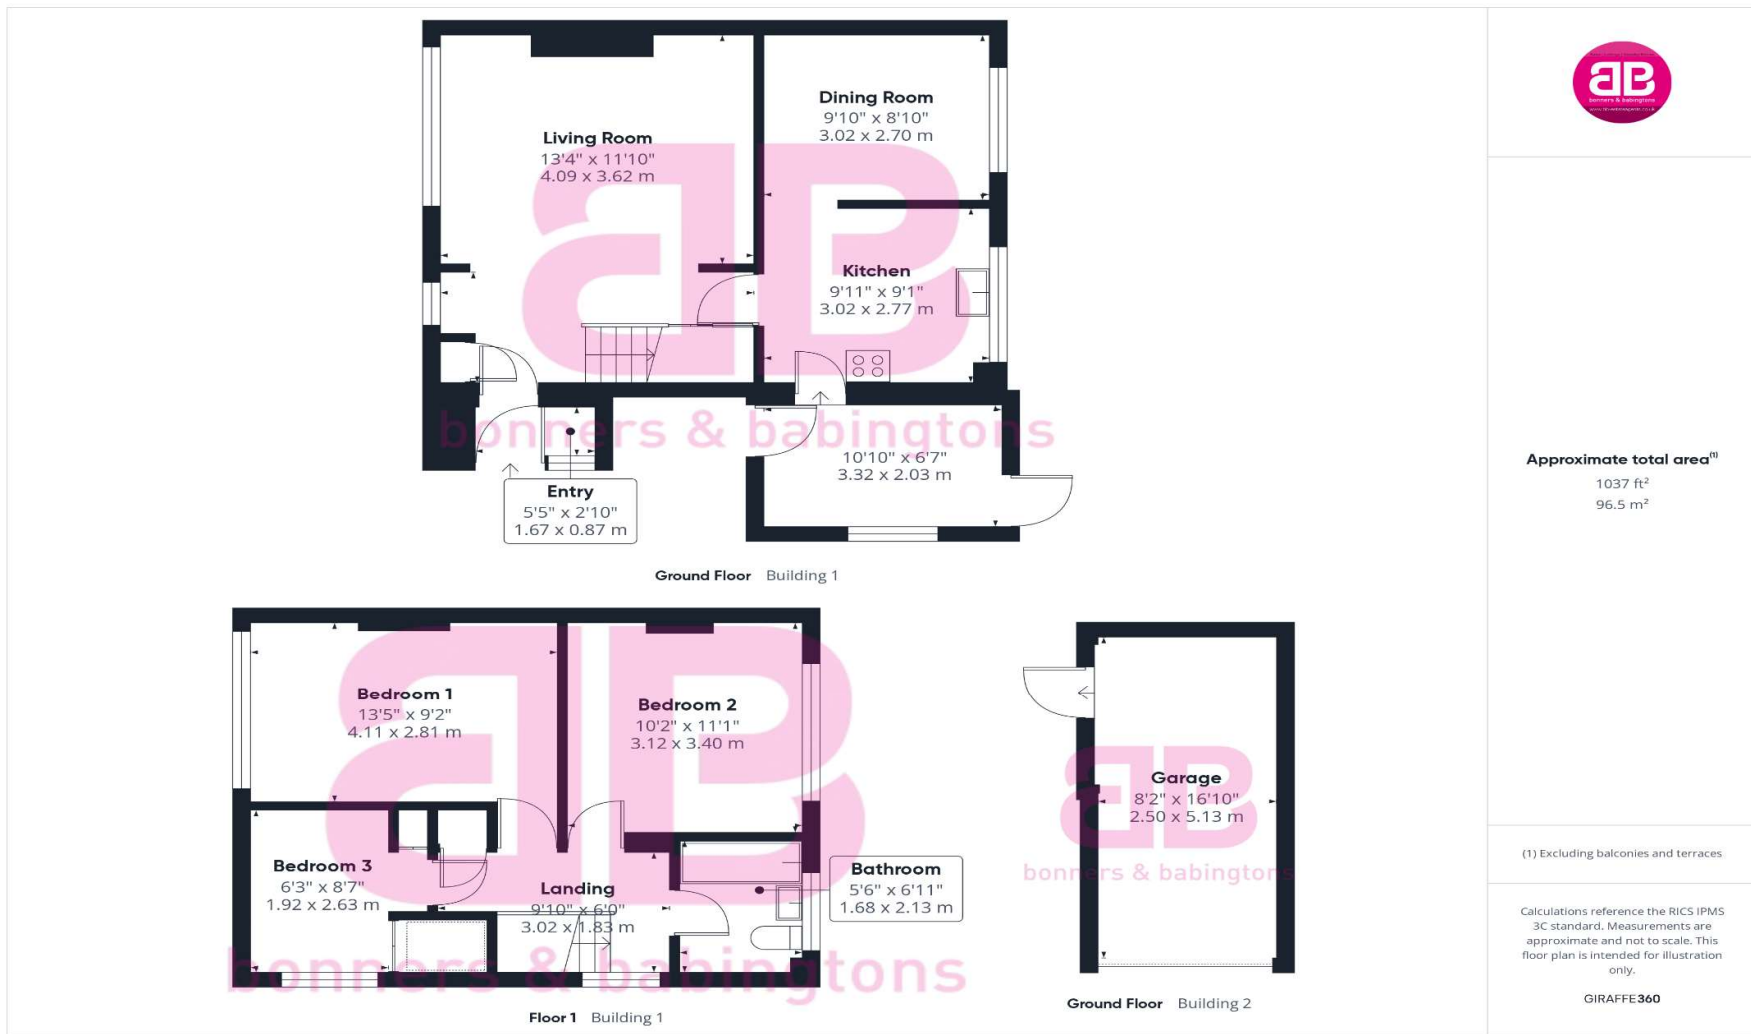 Living Room
13'4" x 11'10"
4.09 x 3.62 m
Dining Room
9'10" x 8'10"
3.02 x 2.70 m
Kitchen
9'11" x 9'1"
3.02 x 2.77 m
bonners & babingtons
10'10" x 6'7"
3.32 x 2.03 m
Entry
5'5" x 2'10"
1.67 x 0.87 m
Ground Floor Building 1
Bedroom 1
13'5" x 9'2"
4.11 x 2.81 m
Bedroom 2
10'2" x 11'1"
3.12 x 3.40 m
Bedroom 3
6'3" x 8'7"
1.92 x 2.63 m
Landing
9'10" x 6'0"
3.02 x 1.83 m
Bathroom
5'6" x 6'11"
1.68 x 2.13 m
bonners & babingtons
Floor 1 Building 1
Garage
8'2" x 16'10"
2.50 x 5.13 m
bonners & babingtons
Ground Floor Building 2
bonners & babingtons
Approximate total area(1)
1037 ft²
96.5 m²
(1) Excluding balconies and terraces
Calculations reference the RICS IPMS
3C standard. Measurements are
approximate and not to scale. This
floor plan is intended for illustration
only.
GIRAFFE360